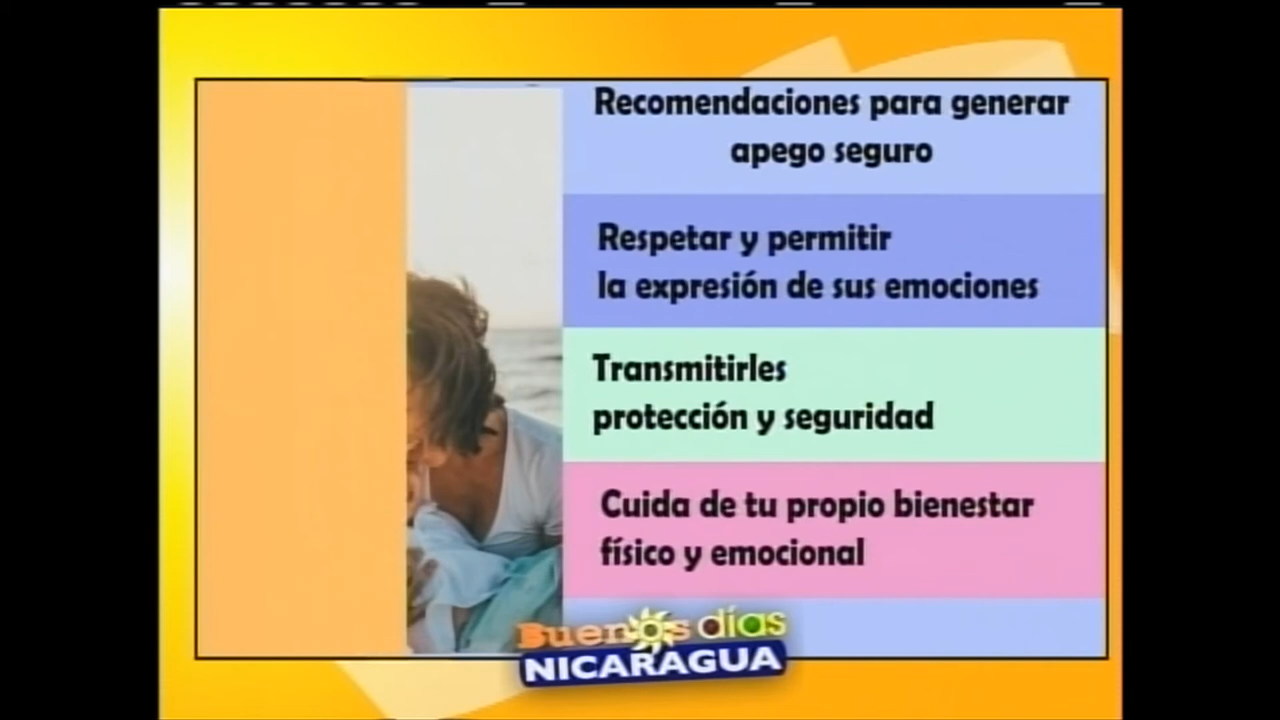 Recomendaciones para generar
apego seguro
Respetar y permitir
la expresión de sus emociones
Transmitirles
protección y seguridad
Cuida de tu propio bienestar
físico y emocional
Buenos días
NICARAGUA